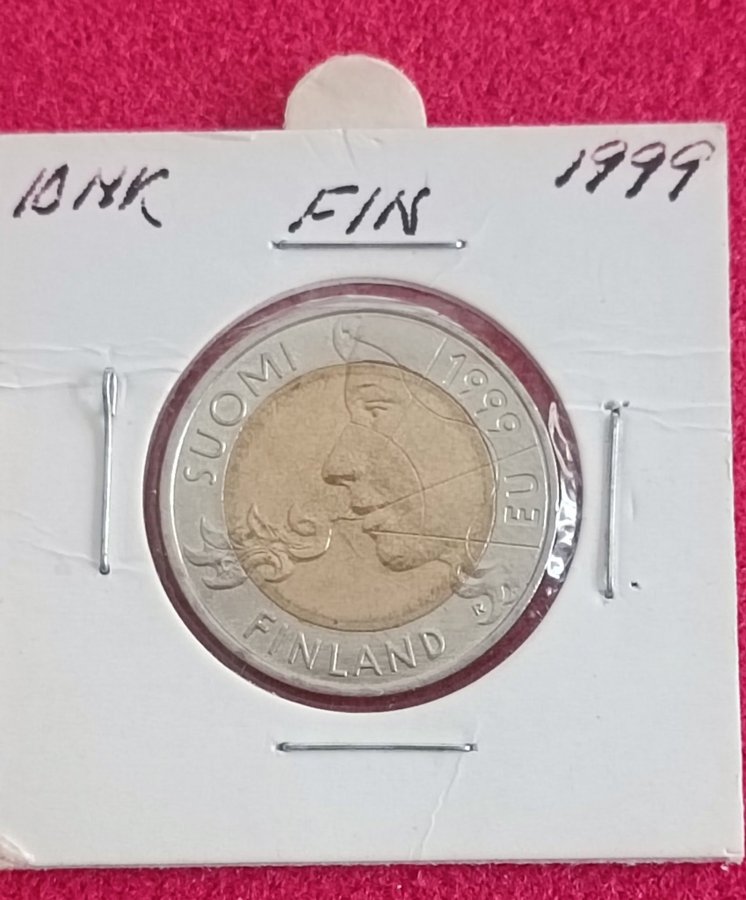 10MK FIN 1999
SUOMI
1999
EU
FINLAND